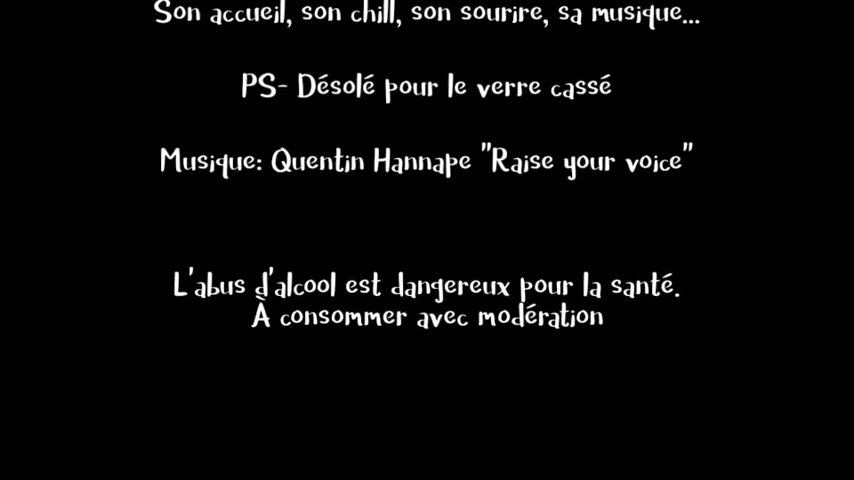 Son accueil, son chill, son sourire, sa musique...
PS- Désolé pour le verre cassé
Musique: Quentin Hannape "Raise your voice"
L'abus d'alcool est dangereux pour la santé.
À consommer avec modération